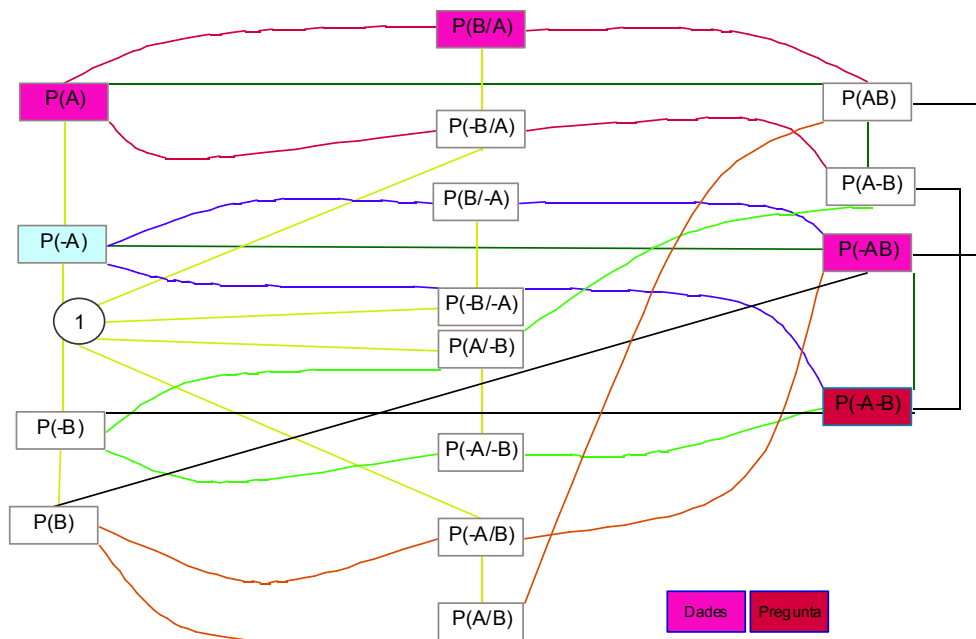 P(B/A)
P(A)
P(AB)
P(-B/A)
P(A-B)
P(B/-A)
P(-A)
P(-AB)
P(-B/-A)
1
P(A/-B)
P(-A-B)
P(-B)
P(-A/-B)
P(B)
P(-A/B)
P(A/B)
Dades
Pregunta